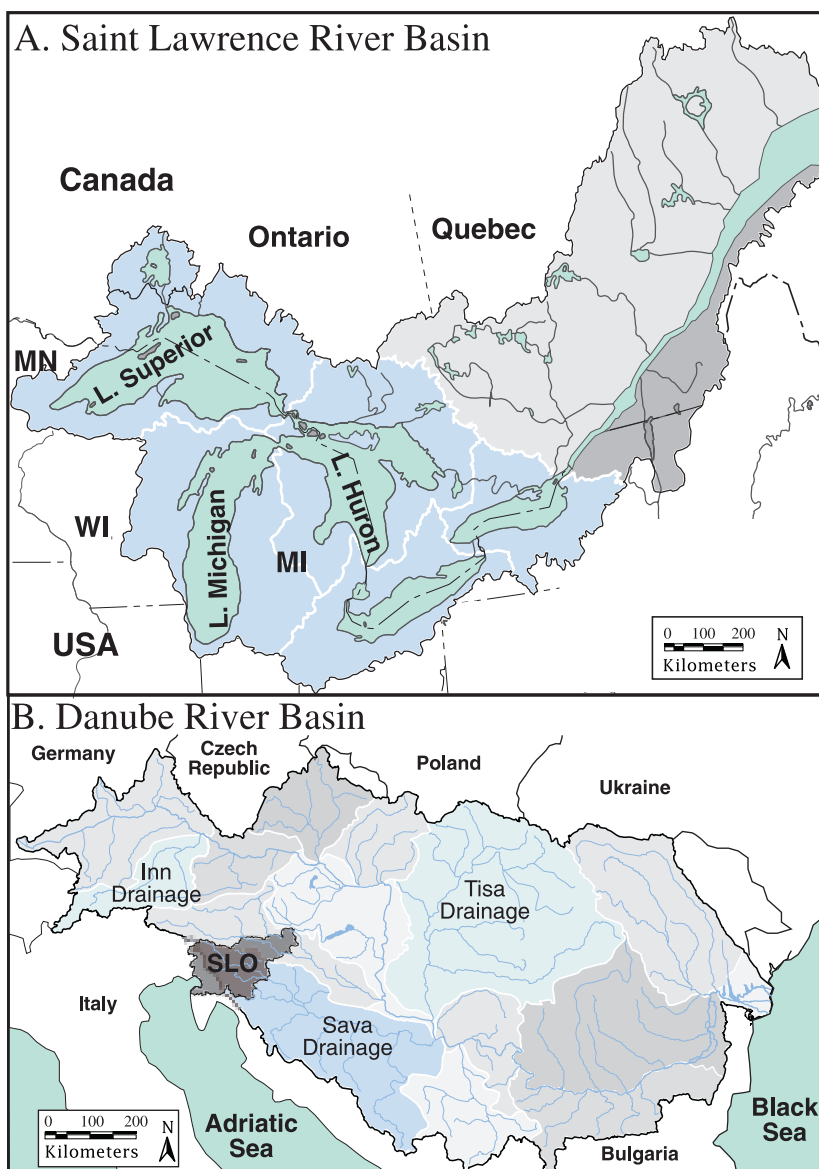 A. Saint Lawrence River Basin
Canada
Ontario
Quebec
MN
L. Superior
WI
L. Michigan
MI
L. Huron
USA
0 100 200
Kilometers
N
B. Danube River Basin
Germany
Czech
Republic
Poland
Ukraine
Inn
Drainage
Tisa
Drainage
SLO
Italy
Sava
Drainage
0 100 200
Kilometers
N
Adriatic
Sea
Black
Sea
Bulgaria